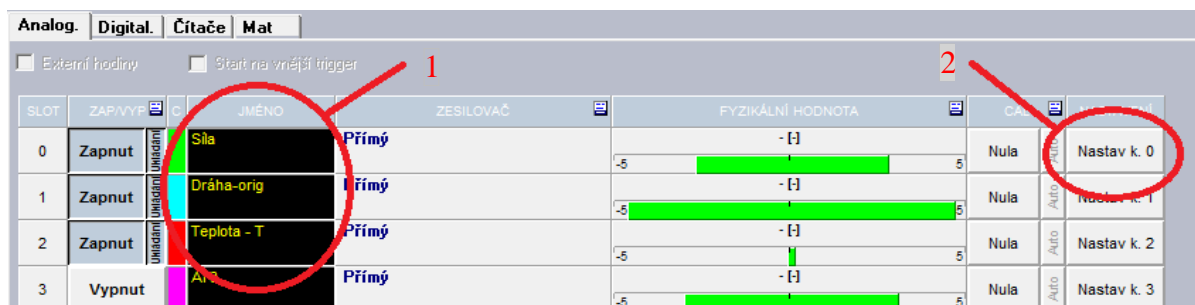 Analog. Digital. Čítače Mat
Externí hodiny Start na vnější trigger 1 2
SLOT ZAP/VYP C JMÉNO ZESILOVAČ FYZIKÁLNÍ HODNOTA
0 Zapnut Ukládání Síla Přímý - [-] -5 5 Nula Auto Nastav k. 0
1 Zapnut Ukládání Dráha-orig Přímý - [-] -5 5 Nula Auto Nastav k. 1
2 Zapnut Ukládání Teplota - T Přímý - [-] -5 5 Nula Auto Nastav k. 2
3 Vypnut Přímý - [-] -5 5 Nula Auto Nastav k. 3